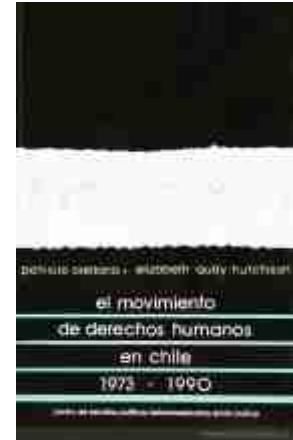 patricio orellana • elizabeth quay hutchison
el movimiento
de derechos humanos
en chile
1973 - 1990